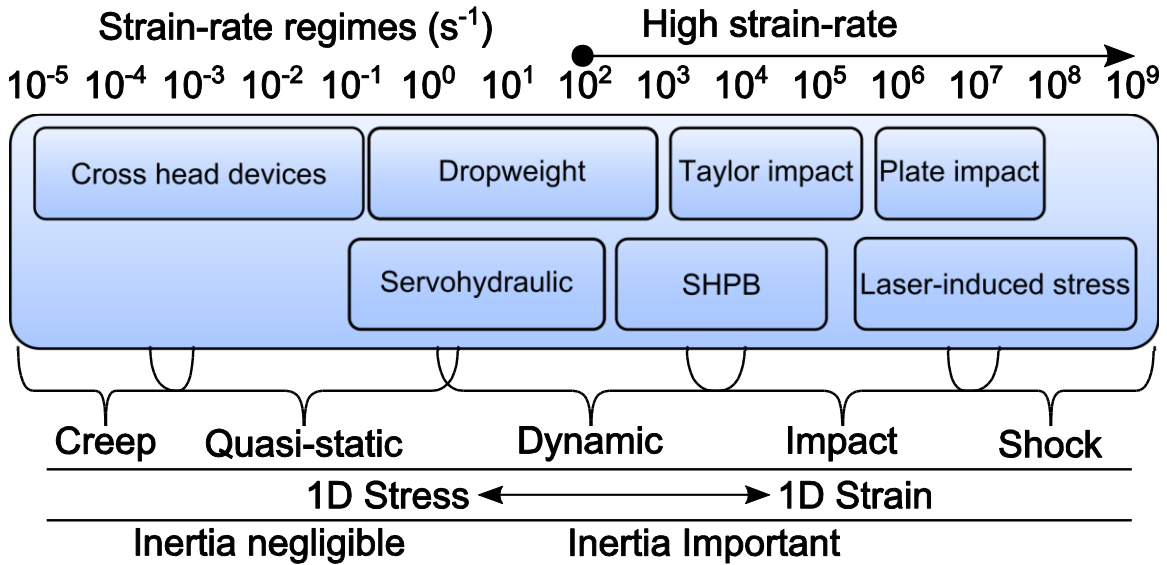 Strain-rate regimes (s⁻¹) High strain-rate
10⁻⁵ 10⁻⁴ 10⁻³ 10⁻² 10⁻¹ 10⁰ 10¹ 10² 10³ 10⁴ 10⁵ 10⁶ 10⁷ 10⁸ 10⁹
Cross head devices Dropweight Taylor impact Plate impact
Servohydraulic SHPB Laser-induced stress
Creep Quasi-static Dynamic Impact Shock
1D Stress 1D Strain
Inertia negligible Inertia Important